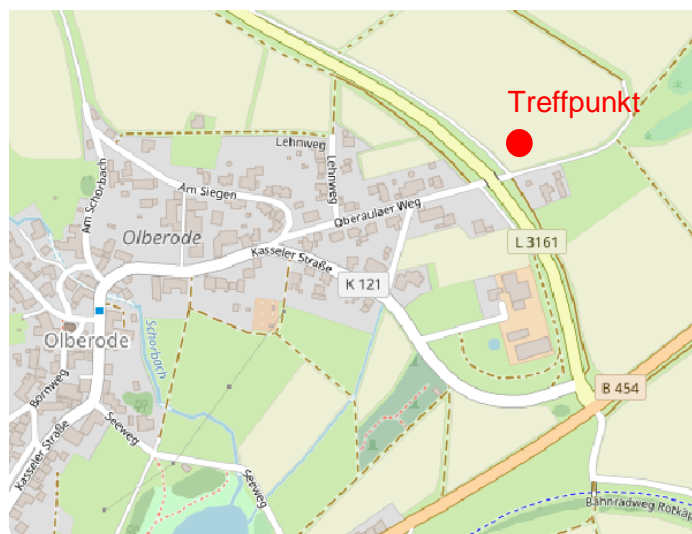 Treffpunkt
Lehnweg
Lehnweg
Am Siegen
Am Schorbach
Oberaulaer Weg
Olberode
Kasseler Straße
L 3161
K 121
Schorbach
Olberode
Bornweg
B 454
Seeweg
Kasseler Straße
Seeweg
Bahnradweg Rotkäp